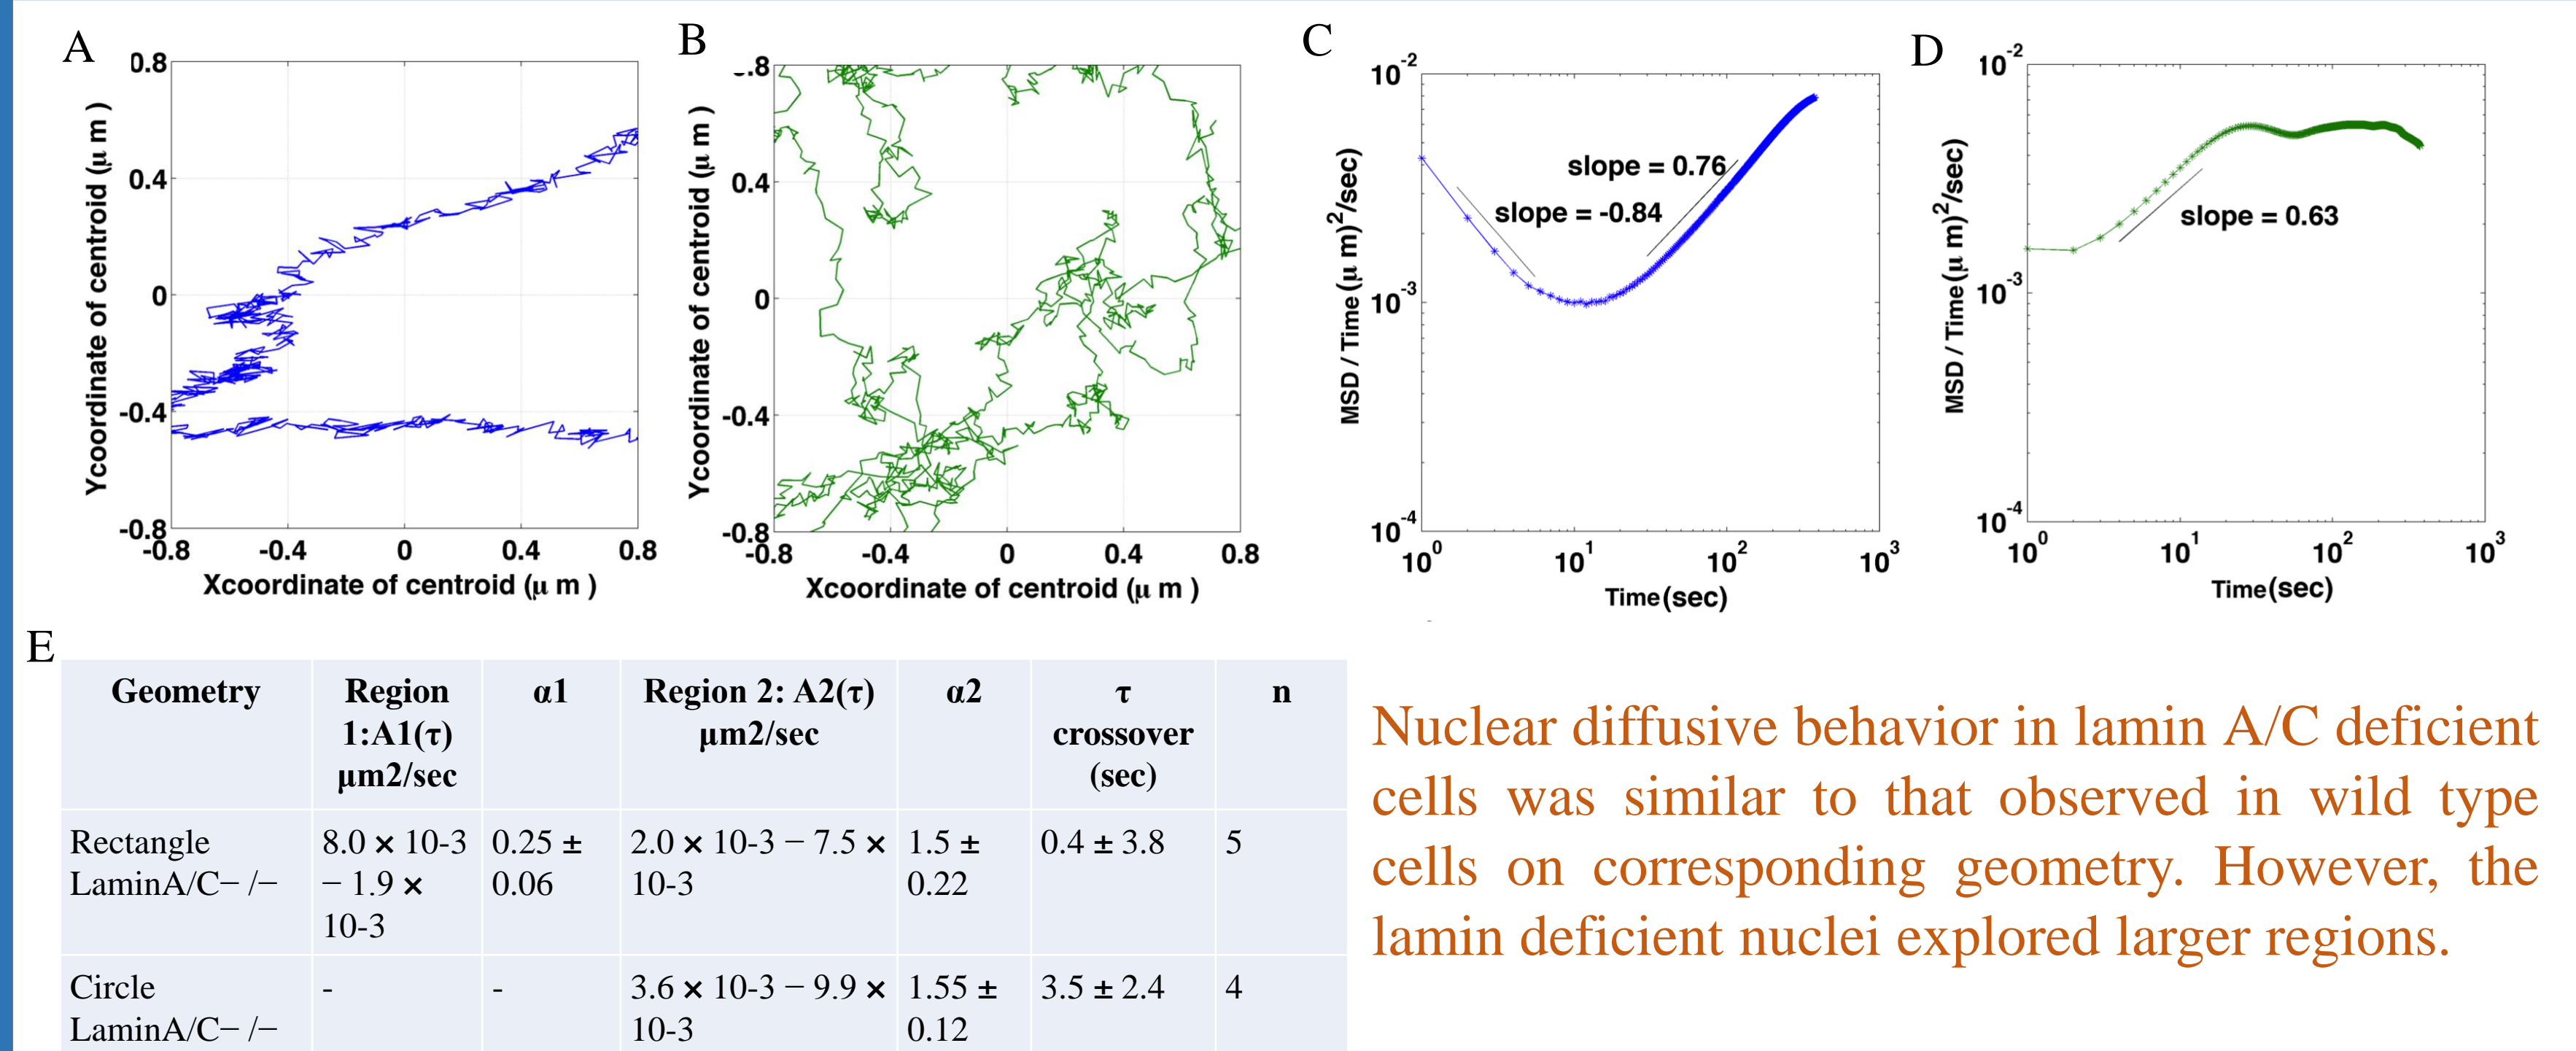 A
0.8
0.4
0
-0.4
-0.8
-0.8 -0.4 0 0.4 0.8
Ycoordinate of centroid (μ m )
Xcoordinate of centroid (μ m )
B
.8
0.4
0
-0.4
-0.8
-0.8 -0.4 0 0.4 0.8
Ycoordinate of centroid (μ m )
Xcoordinate of centroid (μ m )
C
10-2
10-3
10-4
slope = 0.76
slope = -0.84
MSD / Time (μ m)2/sec)
100 101 102 103
Time(sec)
D
10-2
10-3
10-4
slope = 0.63
MSD / Time (μ m)2/sec)
100 101 102 103
Time(sec)
E
Geometry Region α1 Region 2: A2(τ) α2 τ n
1:A1(τ) μm2/sec crossover
μm2/sec (sec)
Rectangle 8.0 × 10-3 0.25 ± 2.0 × 10-3 − 7.5 × 1.5 ± 0.4 ± 3.8 5
LaminA/C− /− − 1.9 × 0.06 10-3 0.22
10-3
Circle - - 3.6 × 10-3 − 9.9 × 1.55 ± 3.5 ± 2.4 4
LaminA/C− /− 10-3 0.12
Nuclear diffusive behavior in lamin A/C deficient
cells was similar to that observed in wild type
cells on corresponding geometry. However, the
lamin deficient nuclei explored larger regions.